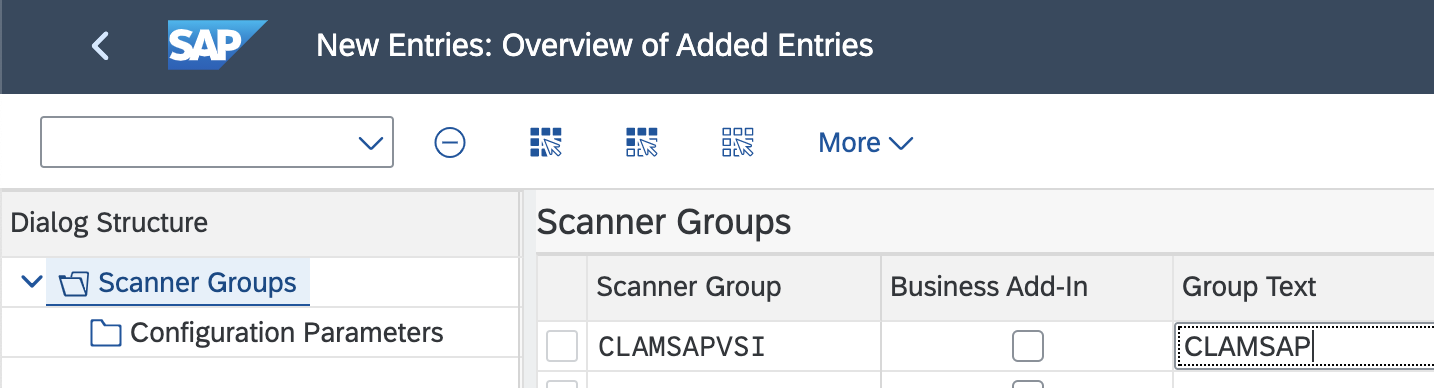 SAP New Entries: Overview of Added Entries
More
Dialog Structure
Scanner Groups
Scanner Groups
Configuration Parameters
Scanner Group Business Add-In Group Text
CLAMSAPVSI CLAMSAP